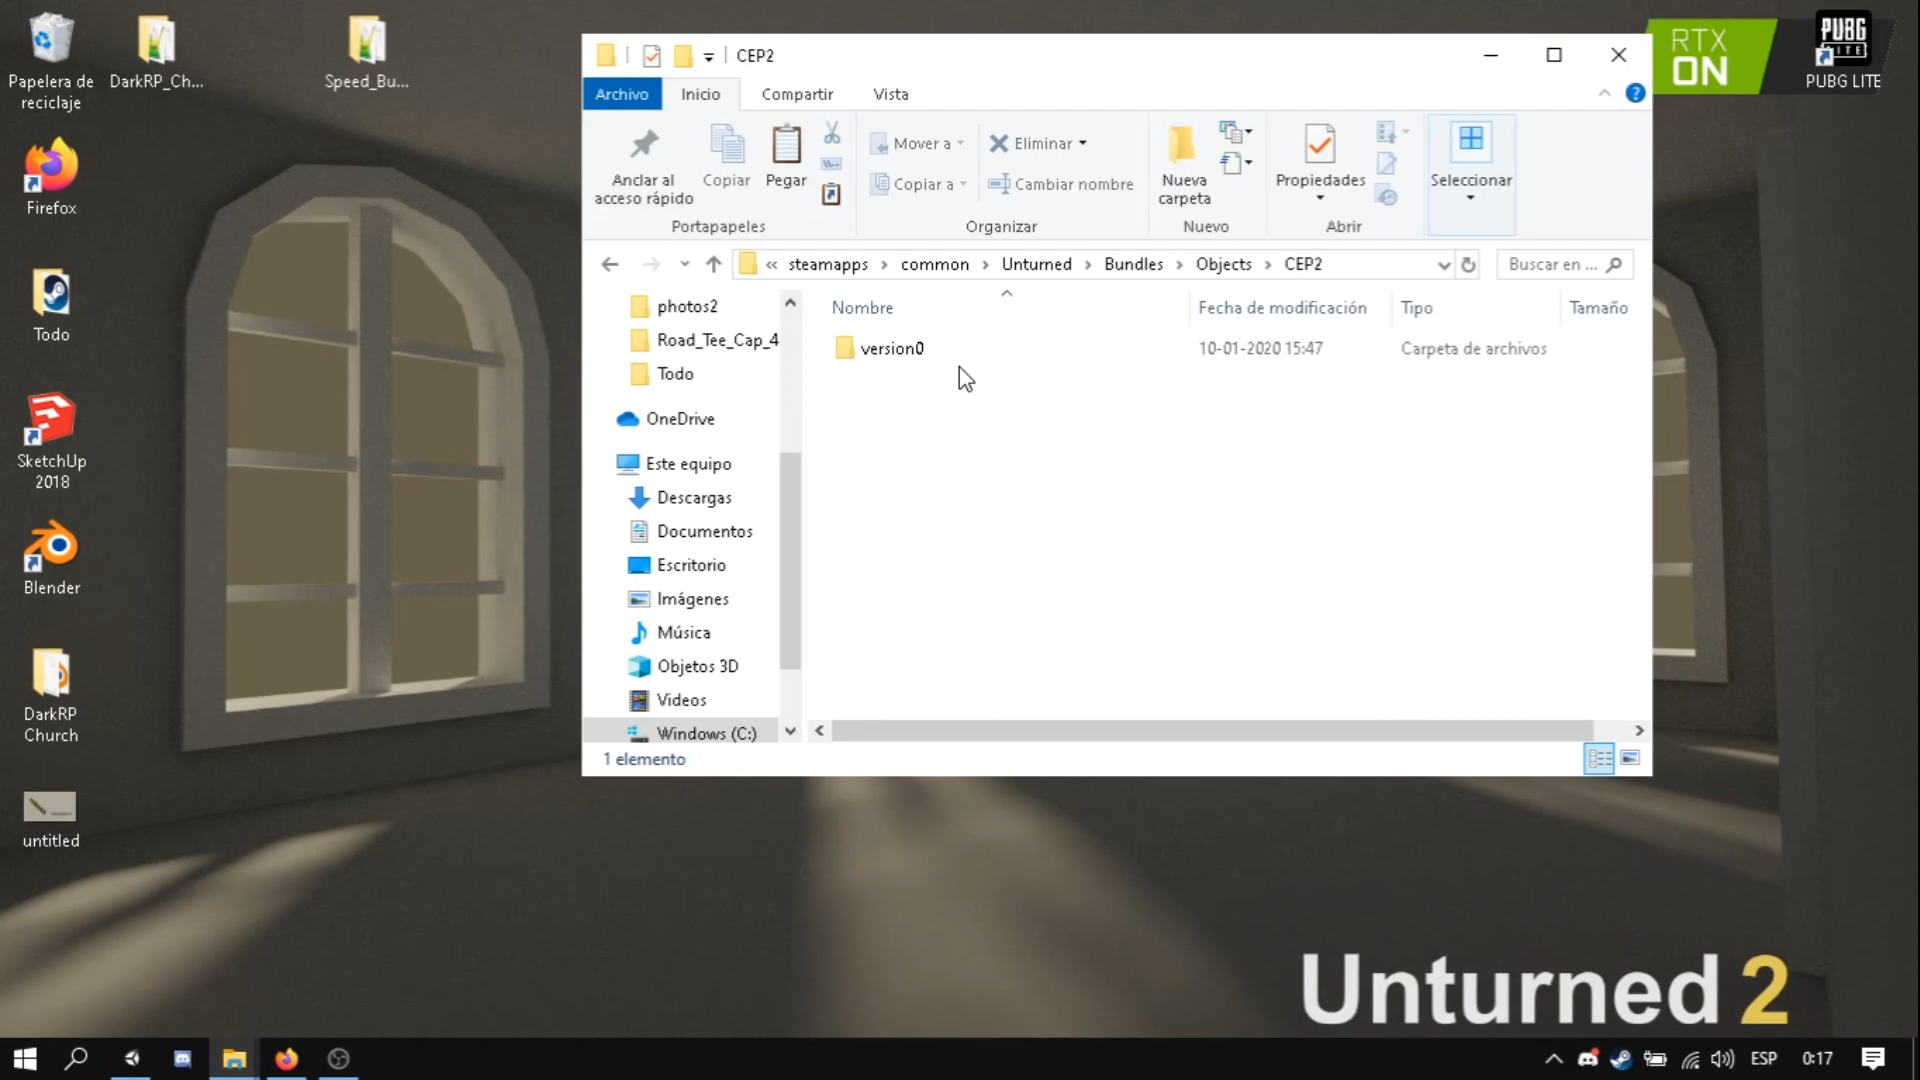 Papelera de
reciclaje
DarkRP_Ch...
Speed_Bu...
Firefox
Todo
SketchUp
2018
Blender
DarkRP
Church
untitled
RTX
ON
PUBG
LITE
PUBG LITE
CEP2
Archivo
Inicio
Compartir
Vista
Anclar al
acceso rápido
Copiar
Pegar
Portapapeles
Mover a
Copiar a
Eliminar
Cambiar nombre
Organizar
Nueva
carpeta
Nuevo
Propiedades
Abrir
Seleccionar
« steamapps › common › Unturned › Bundles › Objects › CEP2
Buscar en ...
photos2
Road_Tee_Cap_4
Todo
OneDrive
Este equipo
Descargas
Documentos
Escritorio
Imágenes
Música
Objetos 3D
Videos
Windows (C:)
Nombre
Fecha de modificación
Tipo
Tamaño
version0
10-01-2020 15:47
Carpeta de archivos
1 elemento
Unturned 2
ESP
0:17